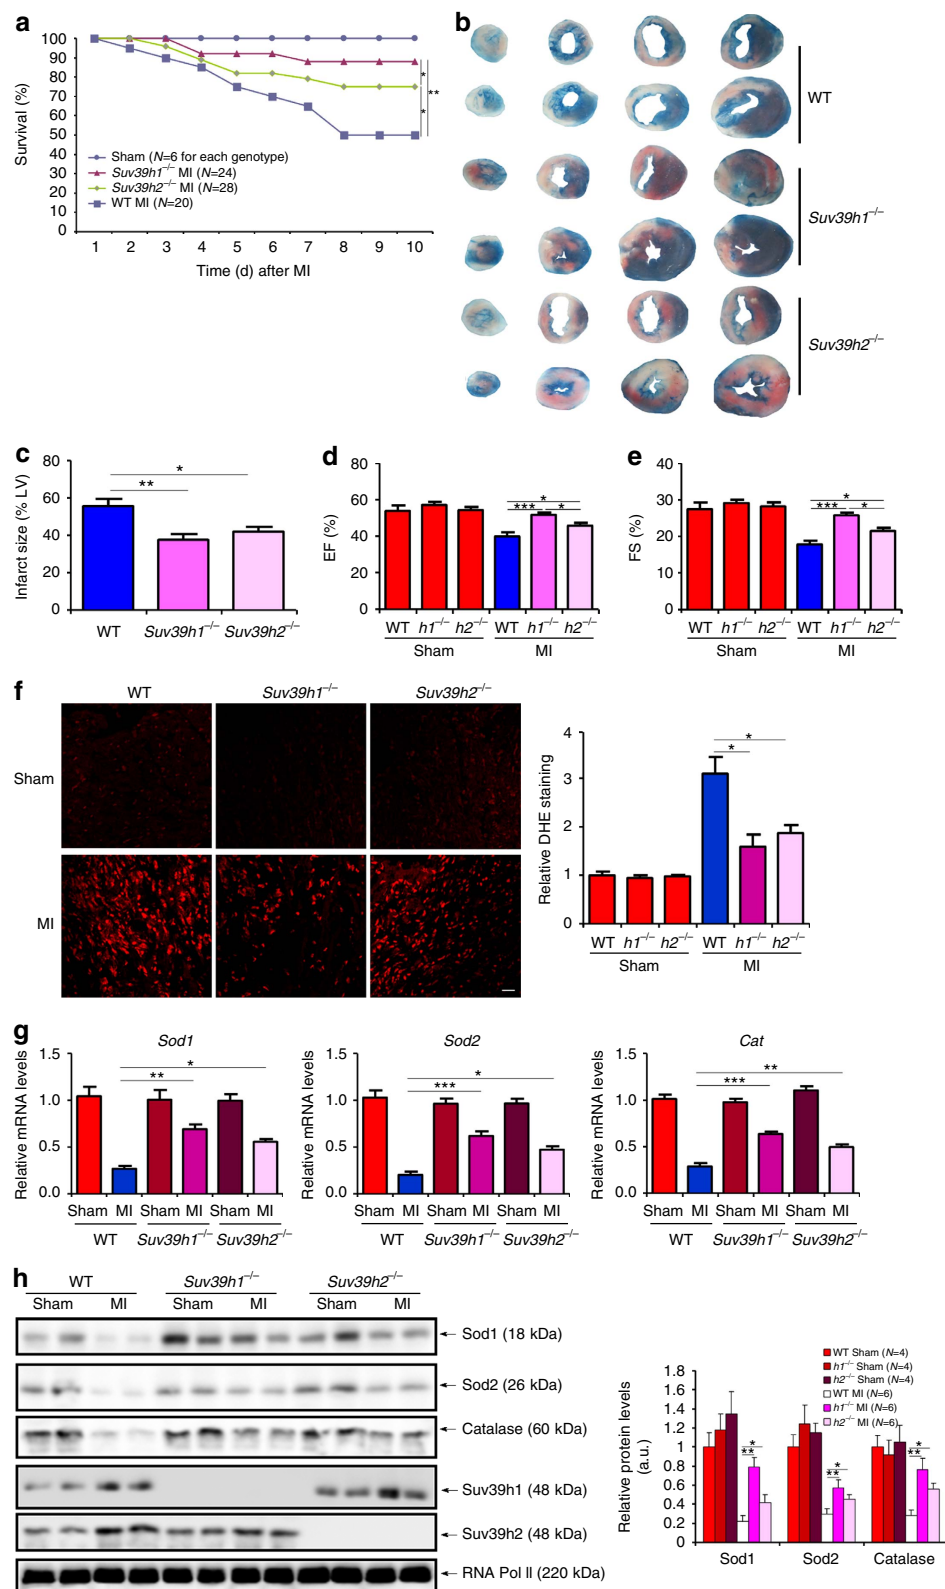 a
Survival (%)
100
90
80
70
60
50
40
30
20
10
0
Sham (N=6 for each genotype)
Suv39h1–/– MI (N=24)
Suv39h2–/– MI (N=28)
WT MI (N=20)
*
**
*
1 2 3 4 5 6 7 8 9 10
Time (d) after MI
b
WT
Suv39h1–/–
Suv39h2–/–
c
Infarct size (% LV)
80
60
40
20
0
*
**
WT Suv39h1–/– Suv39h2–/–
d
EF (%)
80
60
40
20
0
*
*** *
WT h1–/– h2–/– WT h1–/– h2–/–
Sham MI
e
FS (%)
40
30
20
10
0
*
*** *
WT h1–/– h2–/– WT h1–/– h2–/–
Sham MI
f
WT Suv39h1–/– Suv39h2–/–
Sham
MI
Relative DHE staining
4
3
2
1
0
*
*
WT h1–/– h2–/– WT h1–/– h2–/–
Sham MI
g
Sod1
Relative mRNA levels
1.5
1.0
0.5
0.0
*
**
Sham MI Sham MI Sham MI
WT Suv39h1–/– Suv39h2–/–
Sod2
Relative mRNA levels
1.5
1.0
0.5
0.0
*
***
Sham MI Sham MI Sham MI
WT Suv39h1–/– Suv39h2–/–
Cat
Relative mRNA levels
1.5
1.0
0.5
0.0
**
***
Sham MI Sham MI Sham MI
WT Suv39h1–/– Suv39h2–/–
h
WT Suv39h1–/– Suv39h2–/–
Sham MI Sham MI Sham MI
Sod1 (18 kDa)
Sod2 (26 kDa)
Catalase (60 kDa)
Suv39h1 (48 kDa)
Suv39h2 (48 kDa)
RNA Pol II (220 kDa)
WT Sham (N=4)
h1–/– Sham (N=4)
h2–/– Sham (N=4)
WT MI (N=6)
h1–/– MI (N=6)
h2–/– MI (N=6)
Relative protein levels
(a.u.)
1.8
1.6
1.4
1.2
1
0.8
0.6
0.4
0.2
0
*
**
*
**
*
**
Sod1 Sod2 Catalase